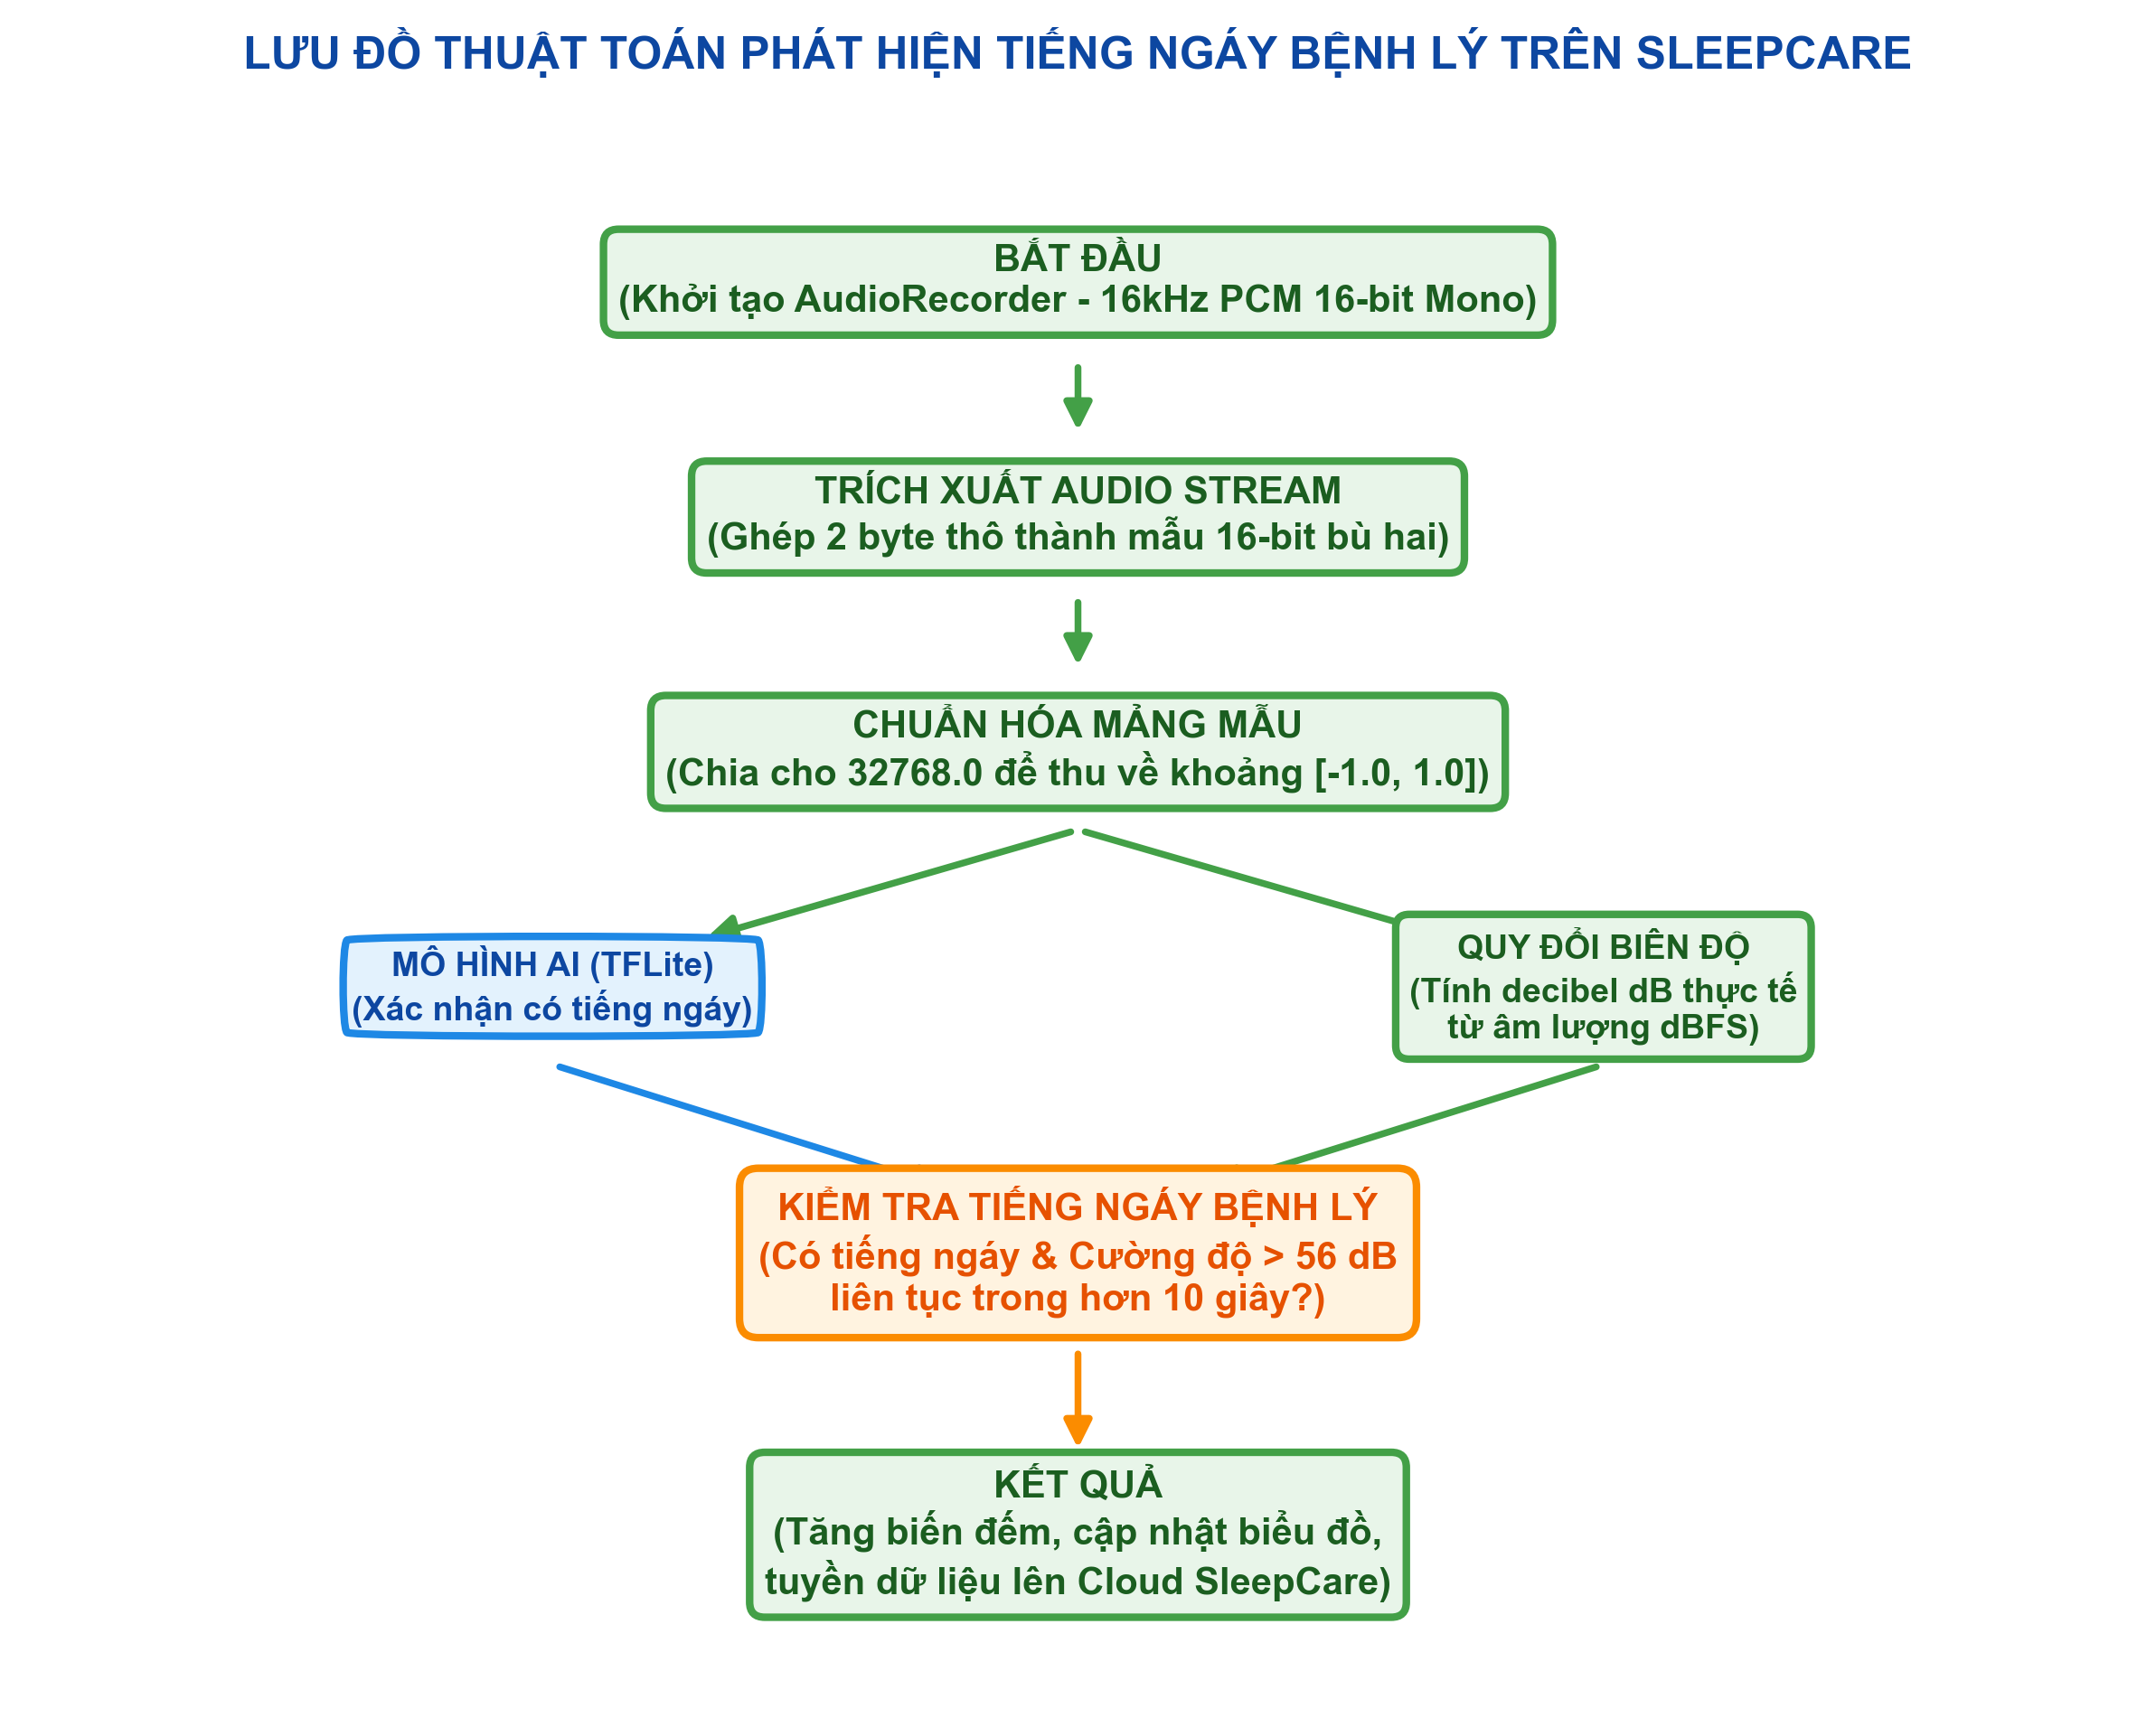 LƯU ĐỒ THUẬT TOÁN PHÁT HIỆN TIẾNG NGÁY BỆNH LÝ TRÊN SLEEPCARE
BẮT ĐẦU
(Khởi tạo AudioRecorder - 16kHz PCM 16-bit Mono)
TRÍCH XUẤT AUDIO STREAM
(Ghép 2 byte thô thành mẫu 16-bit bù hai)
CHUẨN HÓA MẢNG MẪU
(Chia cho 32768.0 để thu về khoảng [-1.0, 1.0])
MÔ HÌNH AI (TFLite)
(Xác nhận có tiếng ngáy)
QUY ĐỔI BIÊN ĐỘ
(Tính decibel dB thực tế
từ âm lượng dBFS)
KIỂM TRA TIẾNG NGÁY BỆNH LÝ
(Có tiếng ngáy & Cường độ > 56 dB
liên tục trong hơn 10 giây?)
KẾT QUẢ
(Tăng biến đếm, cập nhật biểu đồ,
tuyền dữ liệu lên Cloud SleepCare)